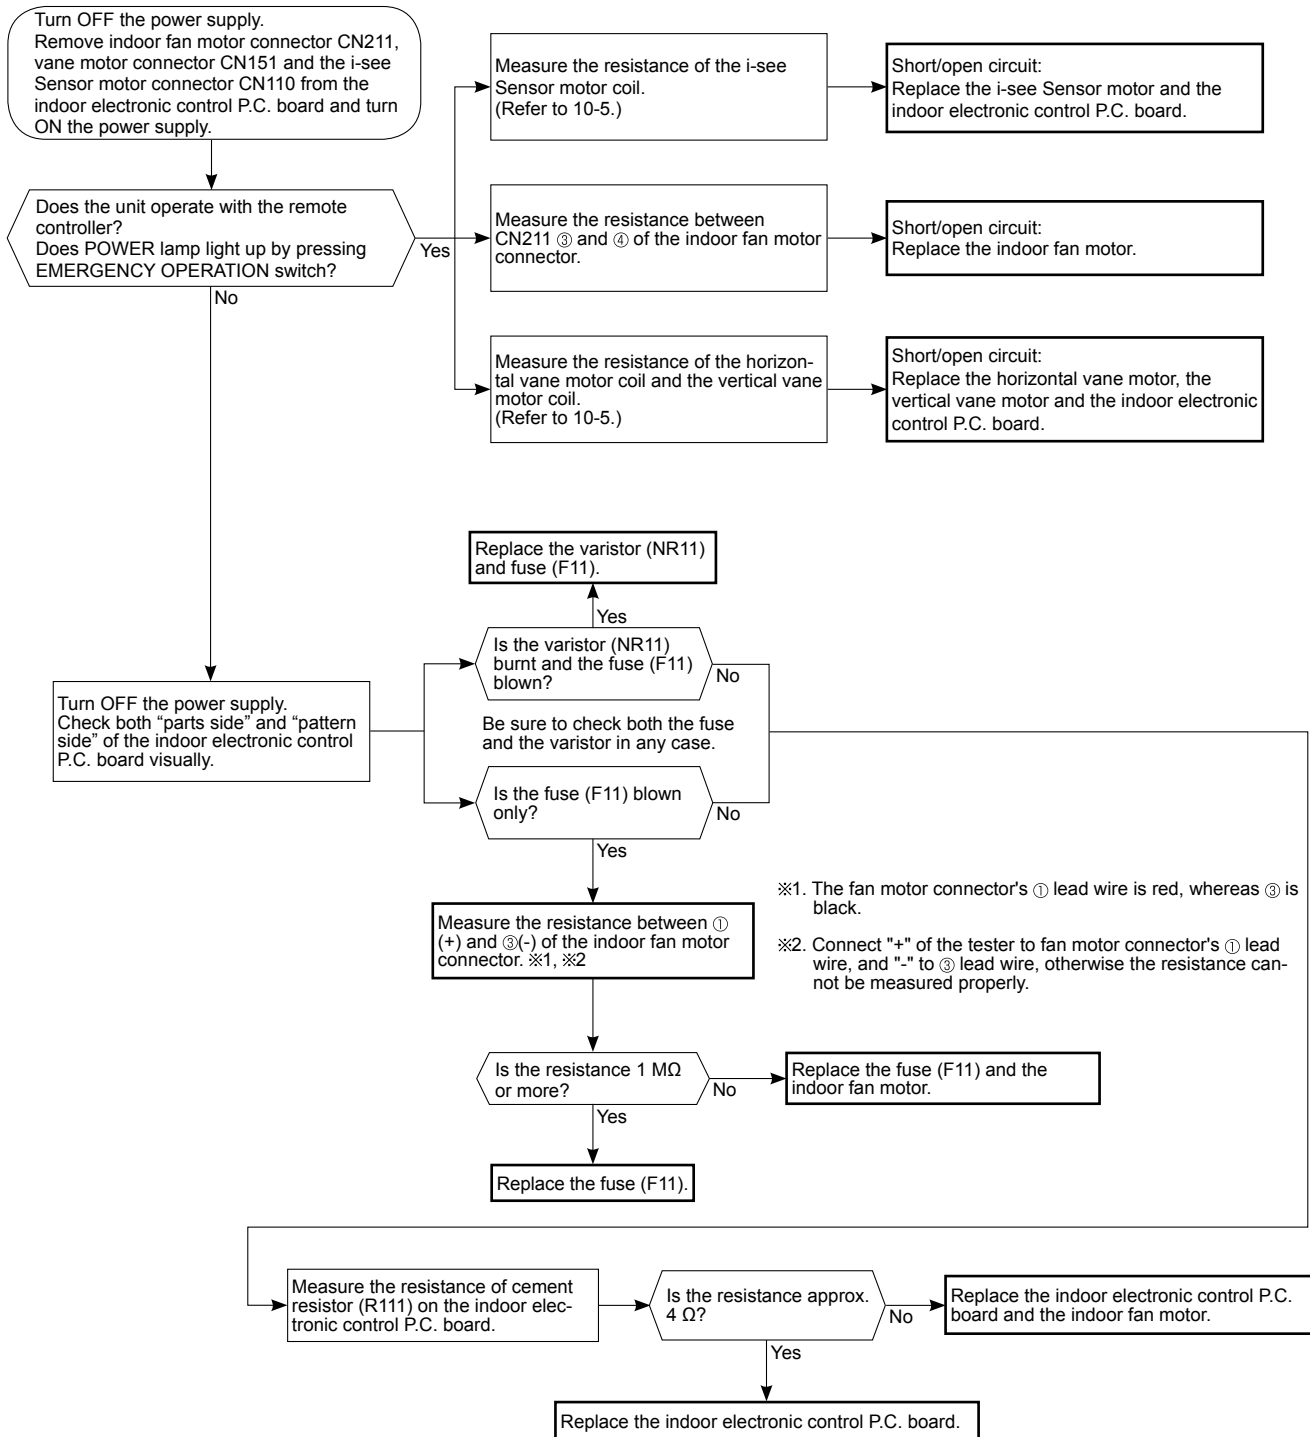 Turn OFF the power supply.
Remove indoor fan motor connector CN211,
vane motor connector CN151 and the i-see
Sensor motor connector CN110 from the
indoor electronic control P.C. board and turn
ON the power supply.
Does the unit operate with the remote
controller?
Does POWER lamp light up by pressing
EMERGENCY OPERATION switch?
Yes
No
Measure the resistance of the i-see
Sensor motor coil.
(Refer to 10-5.)
Short/open circuit:
Replace the i-see Sensor motor and the
indoor electronic control P.C. board.
Measure the resistance between
CN211 ③ and ④ of the indoor fan motor
connector.
Short/open circuit:
Replace the indoor fan motor.
Measure the resistance of the horizon-
tal vane motor coil and the vertical vane
motor coil.
(Refer to 10-5.)
Short/open circuit:
Replace the horizontal vane motor, the
vertical vane motor and the indoor electronic
control P.C. board.
Replace the varistor (NR11)
and fuse (F11).
Yes
Is the varistor (NR11)
burnt and the fuse (F11)
blown?
No
Turn OFF the power supply.
Check both “parts side” and “pattern
side” of the indoor electronic control
P.C. board visually.
Be sure to check both the fuse
and the varistor in any case.
Is the fuse (F11) blown
only?
No
Yes
Measure the resistance between ①
(+) and ③(-) of the indoor fan motor
connector. ※1, ※2
※1. The fan motor connector's ① lead wire is red, whereas ③ is
black.
※2. Connect "+" of the tester to fan motor connector's ① lead
wire, and "-" to ③ lead wire, otherwise the resistance can-
not be measured properly.
Is the resistance 1 MΩ
or more?
No
Replace the fuse (F11) and the
indoor fan motor.
Yes
Replace the fuse (F11).
Measure the resistance of cement
resistor (R111) on the indoor elec-
tronic control P.C. board.
Is the resistance approx.
4 Ω?
No
Replace the indoor electronic control P.C.
board and the indoor fan motor.
Yes
Replace the indoor electronic control P.C. board.